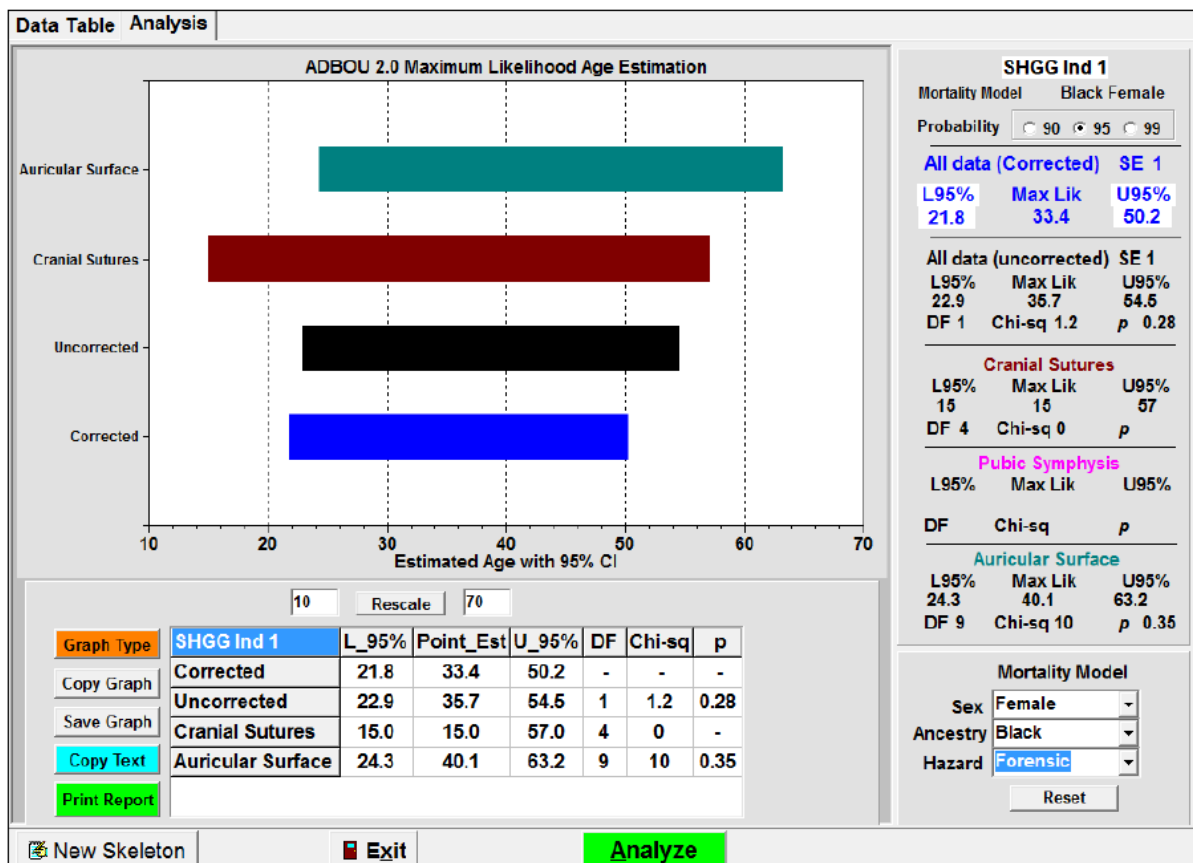 Data Table Analysis
ADBOU 2.0 Maximum Likelihood Age Estimation
Auricular Surface
Cranial Sutures
Uncorrected
Corrected
10 20 30 40 50 60 70
Estimated Age with 95% CI
10 Rescale 70
Graph Type
Copy Graph
Save Graph
Copy Text
Print Report
SHGG Ind 1 L_95% Point_Est U_95% DF Chi-sq p
Corrected 21.8 33.4 50.2 - - -
Uncorrected 22.9 35.7 54.5 1 1.2 0.28
Cranial Sutures 15.0 15.0 57.0 4 0 -
Auricular Surface 24.3 40.1 63.2 9 10 0.35
SHGG Ind 1
Mortality Model Black Female
Probability 90 95 99
All data (Corrected) SE 1
L95% Max Lik U95%
21.8 33.4 50.2
All data (uncorrected) SE 1
L95% Max Lik U95%
22.9 35.7 54.5
DF 1 Chi-sq 1.2 p 0.28
Cranial Sutures
L95% Max Lik U95%
15 15 57
DF 4 Chi-sq 0 p
Pubic Symphysis
L95% Max Lik U95%
DF Chi-sq p
Auricular Surface
L95% Max Lik U95%
24.3 40.1 63.2
DF 9 Chi-sq 10 p 0.35
Mortality Model
Sex Female
Ancestry Black
Hazard Forensic
Reset
New Skeleton Exit Analyze